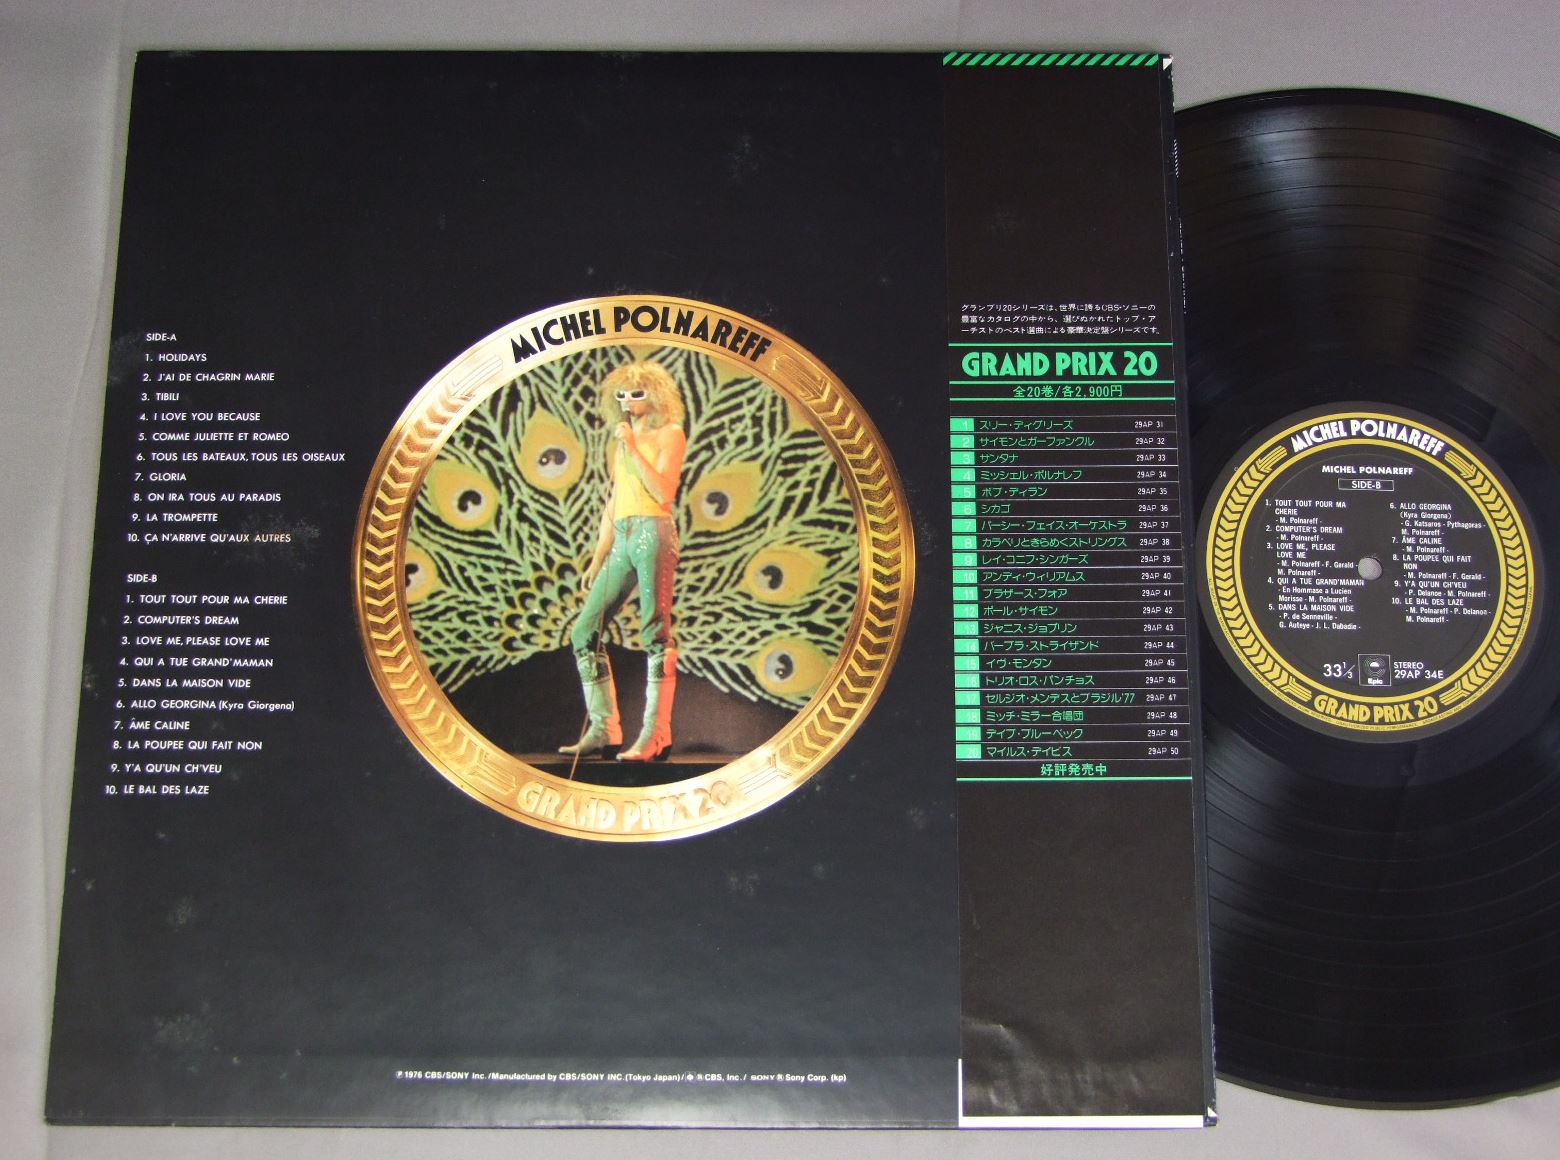 SIDE-A
1. HOLIDAYS
2. J'AI DE CHAGRIN MARIE
3. TIBILI
4. I LOVE YOU BECAUSE
5. COMME JULIETTE ET ROMEO
6. TOUS LES BATEAUX, TOUS LES OISEAUX
7. GLORIA
8. ON IRA TOUS AU PARADIS
9. LA TROMPETTE
10. ÇA N'ARRIVE QU'AUX AUTRES
SIDE-B
1. TOUT TOUT POUR MA CHERIE
2. COMPUTER'S DREAM
3. LOVE ME, PLEASE LOVE ME
4. QUI A TUE GRAND'MAMAN
5. DANS LA MAISON VIDE
6. ALLO GEORGINA (Kyra Giorgena)
7. ÂME CALINE
8. LA POUPEE QUI FAIT NON
9. Y'A QU'UN CH'VEU
10. LE BAL DES LAZE
MICHEL POLNAREFF
GRAND PRIX 20
℗ 1976 CBS/SONY Inc. /Manufactured by CBS/SONY INC. (Tokyo Japan)/ ® CBS, Inc. / SONY ® Sony Corp. (kp)
グランプリ20シリーズは、世界に誇るCBS・ソニーの
豊富なカタログの中から、選びぬかれたトップ・ア
ーチストのベスト選曲による豪華決定盤シリーズです。
GRAND PRIX 20
全20巻/各2,900円
1 スリー・ディグリーズ 29AP 31
2 サイモンとガーファンクル 29AP 32
3 サンタナ 29AP 33
4 ミッシェル・ポルナレフ 29AP 34
5 ボブ・ディラン 29AP 35
6 シカゴ 29AP 36
7 パーシー・フェイス・オーケストラ 29AP 37
8 カラベリときらめくストリングス 29AP 38
9 レイ・コニフ・シンガーズ 29AP 39
10 アンディ・ウィリアムス 29AP 40
11 ブラザース・フォア 29AP 41
12 ポール・サイモン 29AP 42
13 ジャニス・ジョプリン 29AP 43
14 バーブラ・ストライザンド 29AP 44
15 イヴ・モンタン 29AP 45
16 トリオ・ロス・パンチョス 29AP 46
17 セルジオ・メンデスとブラジル'77 29AP 47
18 ミッチ・ミラー合唱団 29AP 48
19 デイブ・ブルーベック 29AP 49
20 マイルス・デイビス 29AP 50
好評発売中
MICHEL POLNAREFF
MICHEL POLNAREFF
SIDE-B
1. TOUT TOUT POUR MA
CHERIE
- M. Polnareff -
2. COMPUTER'S DREAM
- M. Polnareff -
3. LOVE ME, PLEASE
LOVE ME
- M. Polnareff - F. Gerald -
M. Polnareff -
4. QUI A TUE GRAND'MAMAN
- En Hommase a Lucien
Morisse - M. Polnareff -
5. DANS LA MAISON VIDE
- P. de Senneville -
G. Auteye - J. L. Dabadie -
6. ALLO GEORGINA
(Kyra Giorgena)
- G. Katsaros - Pythagoras -
M. Polnareff -
7. ÂME CALINE
- M. Polnareff -
8. LA POUPEE QUI FAIT
NON
- M. Polnareff - F. Gerald -
9. Y'A QU'UN CH'VEU
- P. Delanoe - M. Polnareff -
10. LE BAL DES LAZE
- M. Polnareff - P. Delanoe -
M. Polnareff -
33 1/3
Epic
STEREO
29AP 34E
GRAND PRIX 20